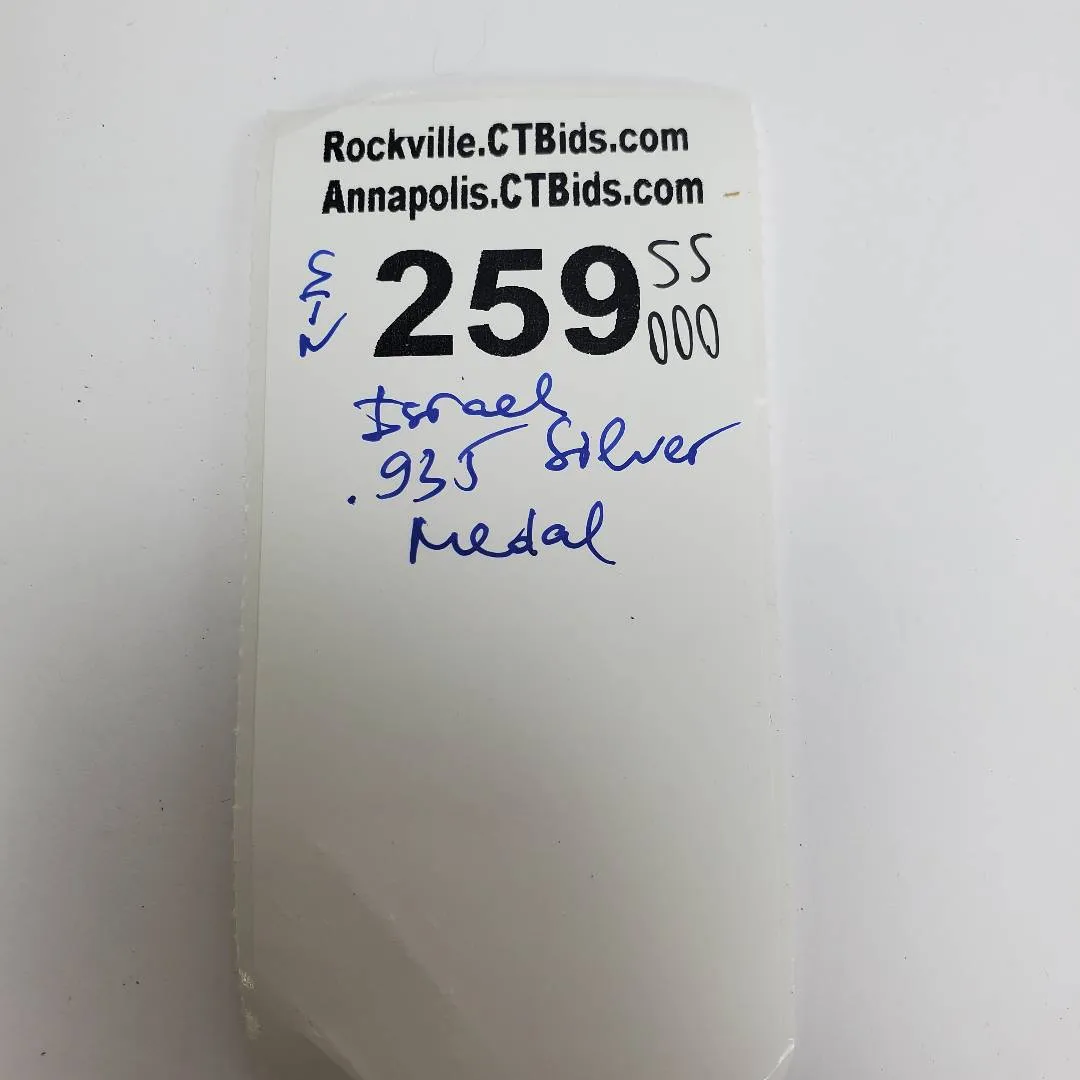 Rockville.CTBids.com
Annapolis.CTBids.com
259 55
000
Israel
.935 Silver
Medal